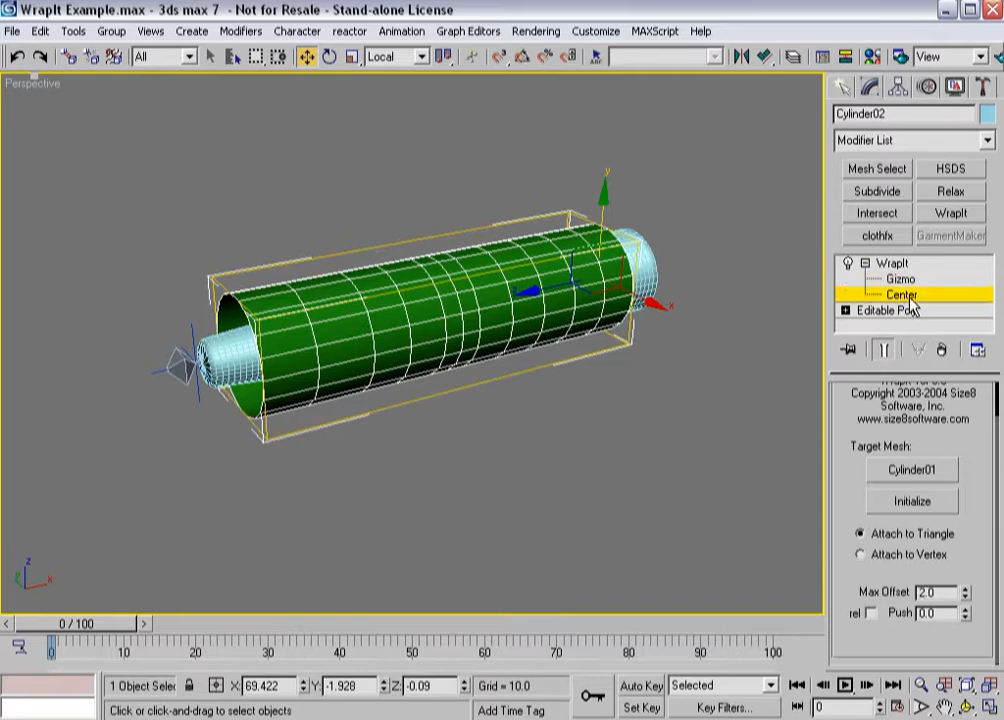 WrapIt Example.max - 3ds max 7 - Not for Resale - Stand-alone License
File Edit Tools Group Views Create Modifiers Character reactor Animation Graph Editors Rendering Customize MAXScript Help
All Local View
Perspective
y
x
z
x
Cylinder02
Modifier List
Mesh Select HSDS
Subdivide Relax
Intersect WrapIt
clothfx GarmentMaker
WrapIt
Gizmo
Center
Editable Poly
Copyright 2003-2004 Size8
Software, Inc.
www.size8software.com
Target Mesh:
Cylinder01
Initialize
Attach to Triangle
Attach to Vertex
Max Offset 2.0
rel Push 0.0
0 / 100
0 10 20 30 40 50 60 70 80 90 100
1 Object Selec X: 69.422 Y: -1.928 Z: -0.09 Grid = 10.0 Auto Key Selected
Click or click-and-drag to select objects Add Time Tag Set Key Key Filters... 0